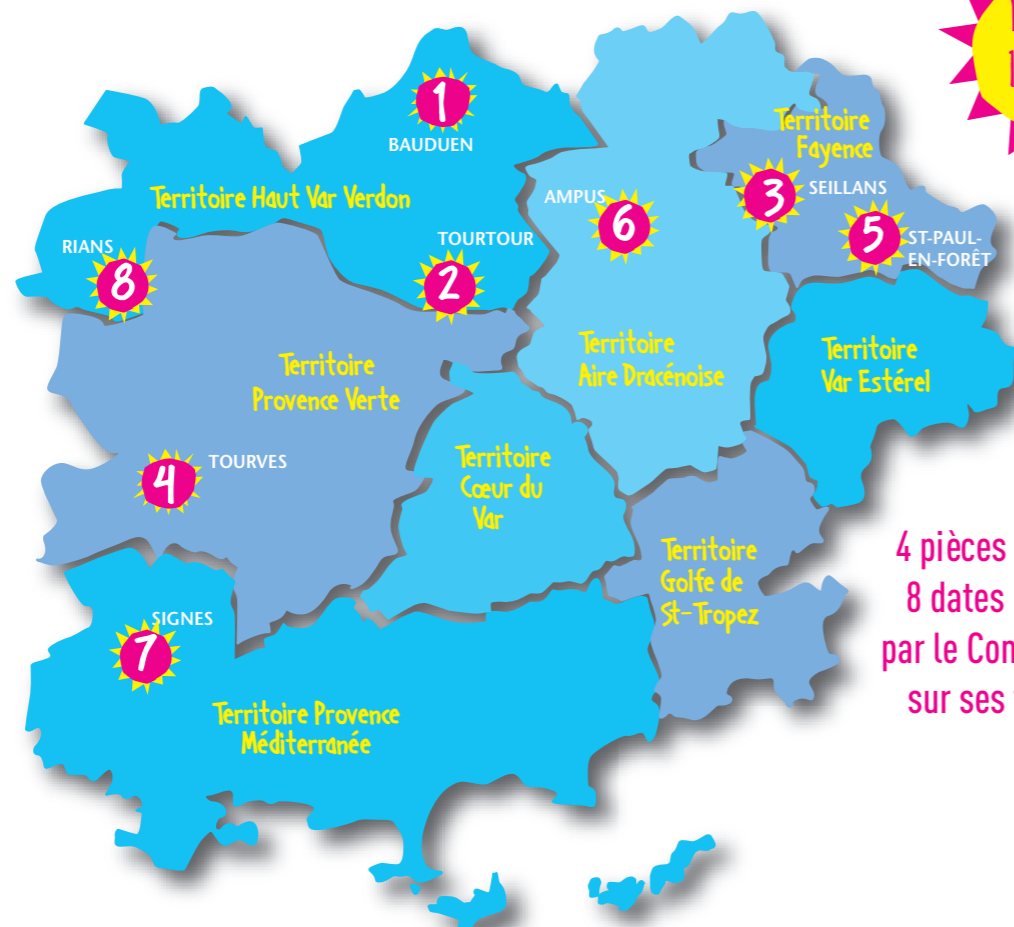 1
BAUDUEN
Territoire
Fayence
Territoire Haut Var Verdon
AMPUS
6
3
SEILLANS
5
ST-PAUL-
EN-FORÊT
RIANS
8
TOURTOUR
2
Territoire
Provence Verte
Territoire
Aire Dracénoise
Territoire
Var Estérel
4
TOURVES
Territoire
Cœur du
Var
Territoire
Golfe de
St-Tropez
4 pièces
8 dates
par le
sur ses
SIGNES
7
Territoire Provence
Méditerranée